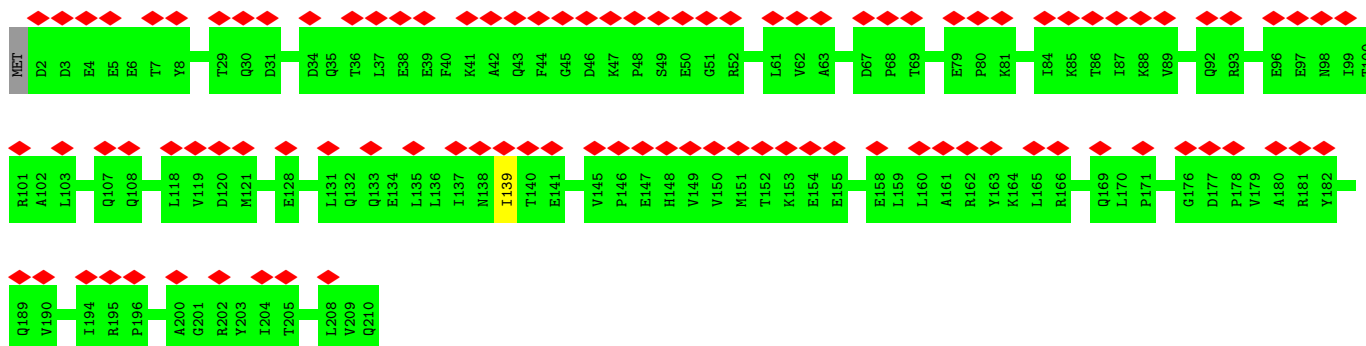 MET D2 D3 E4 E5 E6 T7 Y8 T29 Q30 D31 D34 Q35 T36 L37 E38 E39 F40 K41 A42 Q43 F44 G45 D46 K47 P48 S49 E50 G51 R52 L61 V62 A63 D67 P68 T69 E79 P80 K81 I84 K85 T86 I87 K88 V89 Q92 R93 E96 E97 N98 I99 T100
R101 A102 L103 Q107 Q108 L118 V119 D120 M121 E128 L131 Q132 Q133 E134 L135 L136 I137 N138 I139 T140 E141 V145 P146 E147 H148 V149 V150 M151 T152 K153 E154 E155 E158 L159 L160 A161 R162 Y163 K164 L165 R166 Q169 L170 P171 G176 D177 P178 V179 A180 R181 Y182
Q189 V190 I194 R195 P196 A200 G201 R202 Y203 I204 T205 L208 V209 Q210